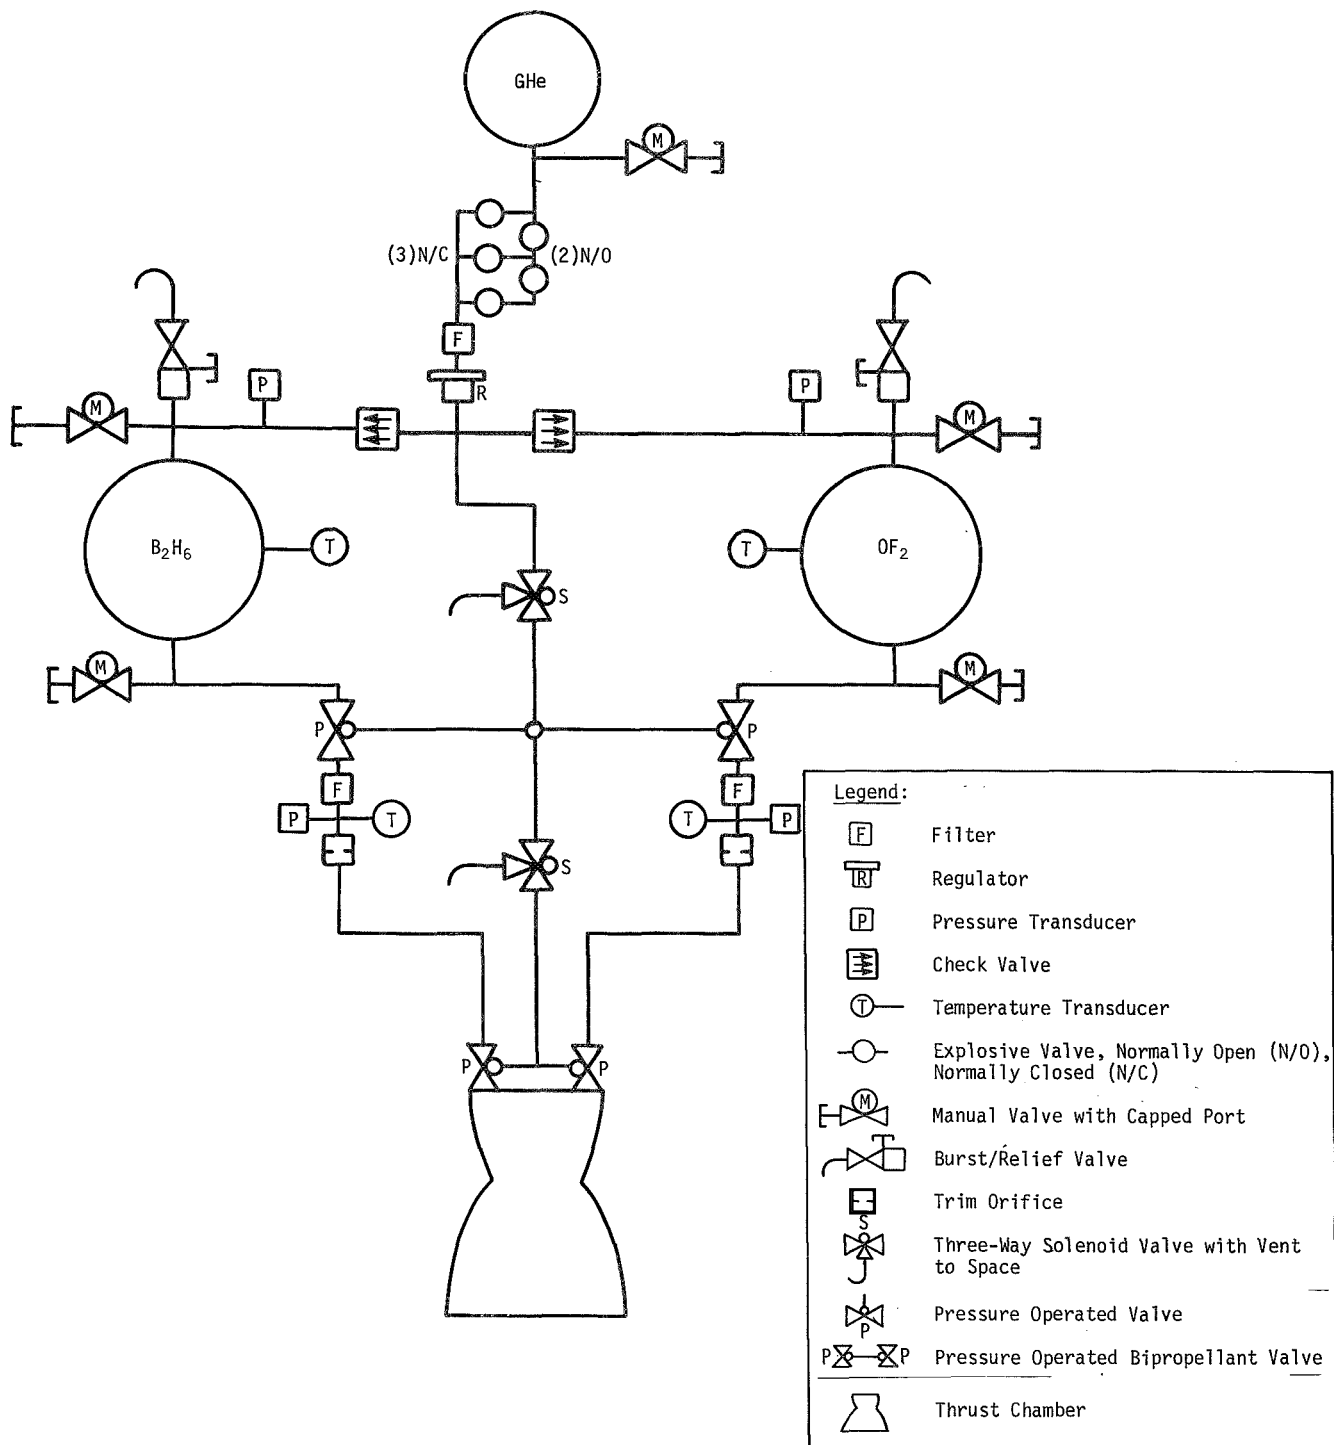 GHe
M
(3)N/C
(2)N/O
F
R
P
P
M
M
B₂H₆
T
T
OF₂
S
M
M
P
P
F
F
P
T
T
P
S
P
P
Legend:
F Filter
R Regulator
P Pressure Transducer
Check Valve
T Temperature Transducer
Explosive Valve, Normally Open (N/O),
Normally Closed (N/C)
M Manual Valve with Capped Port
Burst/Relief Valve
Trim Orifice
S
Three-Way Solenoid Valve with Vent
to Space
P
Pressure Operated Valve
P P Pressure Operated Bipropellant Valve
Thrust Chamber